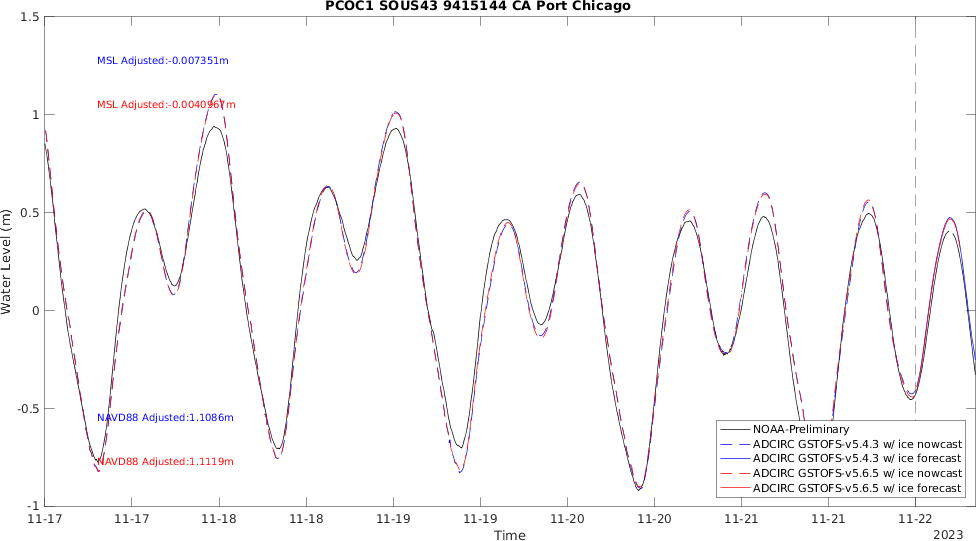 PCOC1 SOUS43 9415144 CA Port Chicago
1.5
1
0.5
0
-0.5
-1
Water Level (m)
MSL Adjusted:-0.007351m
MSL Adjusted:-0.0040967m
NAVD88 Adjusted:1.1086m
NAVD88 Adjusted:1.1119m
NOAA-Preliminary
ADCIRC GSTOFS-v5.4.3 w/ ice nowcast
ADCIRC GSTOFS-v5.4.3 w/ ice forecast
ADCIRC GSTOFS-v5.6.5 w/ ice nowcast
ADCIRC GSTOFS-v5.6.5 w/ ice forecast
11-17 11-17 11-18 11-18 11-19 11-19 11-20 11-20 11-21 11-21 11-22
Time
2023